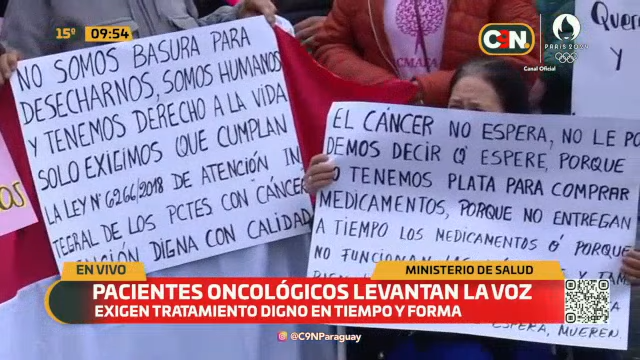 15°
09:54
C9N
PARIS 2024
Canal Oficial
NO SOMOS BASURA PARA
DESECHARNOS, SOMOS HUMANOS
Y TENEMOS DERECHO A LA VIDA
SOLO EXIGIMOS QUE CUMPLAN
LA LEY Nº 6266/2018 DE ATENCIÓN IN
TEGRAL DE LOS PCTES CON CÁNCER
DIGNA CON CALIDAD
EL CÁNCER NO ESPERA, NO LE PO
DEMOS DECIR Q' ESPERE, PORQUE
NO TENEMOS PLATA PARA COMPRAR
MEDICAMENTOS, PORQUE NO ENTREGAN
A TIEMPO LOS MEDICAMENTOS O' PORQUE
NO FUNCIONAN
ESPERA, MUEREN.
Y
EN VIVO
MINISTERIO DE SALUD
PACIENTES ONCOLÓGICOS LEVANTAN LA VOZ
EXIGEN TRATAMIENTO DIGNO EN TIEMPO Y FORMA
@C9NParaguay